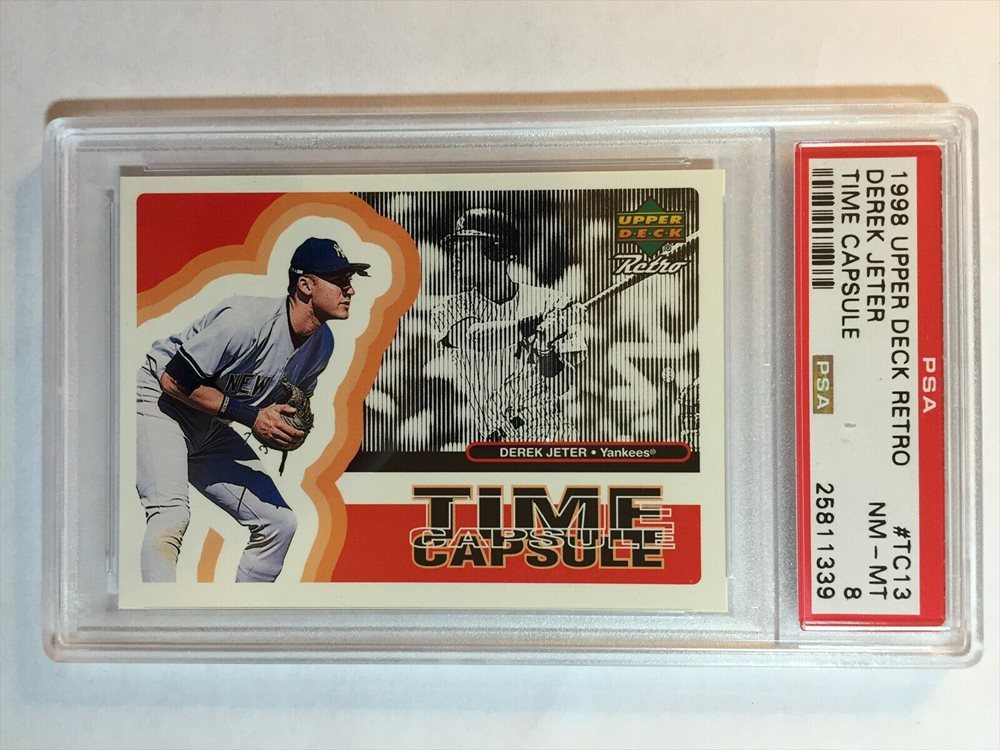 UPPER
DECK
Retro
NEW
DEREK JETER • Yankees®
TIME
CAPSULE
CAPSULE
PSA
1998 UPPER DECK RETRO #TC13
DEREK JETER NM - MT
TIME CAPSULE 8
PSA 25811339